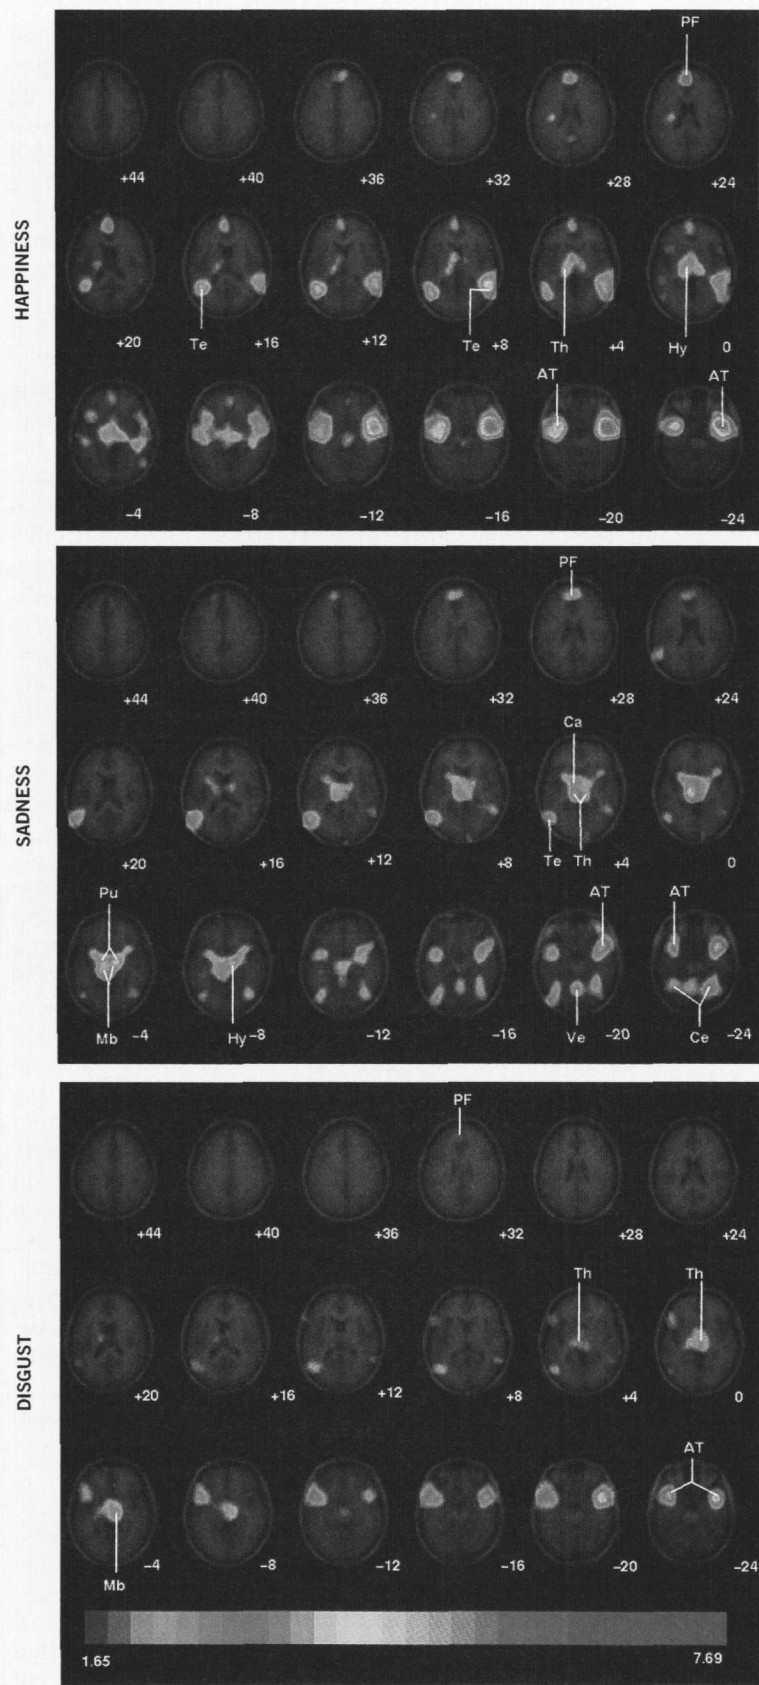 HAPPINESS
PF
+44 +40 +36 +32 +28 +24
+20 Te +16 +12 Te +8 Th +4 Hy 0
AT AT
−4 −8 −12 −16 −20 −24
SADNESS
PF
+44 +40 +36 +32 +28 +24
Ca
+20 +16 +12 +8 Te Th +4 0
Pu AT AT
Mb −4 Hy −8 −12 −16 Ve −20 Ce −24
DISGUST
PF
+44 +40 +36 +32 +28 +24
Th Th
+20 +16 +12 +8 +4 0
AT
Mb −4 −8 −12 −16 −20 −24
1.65 7.69